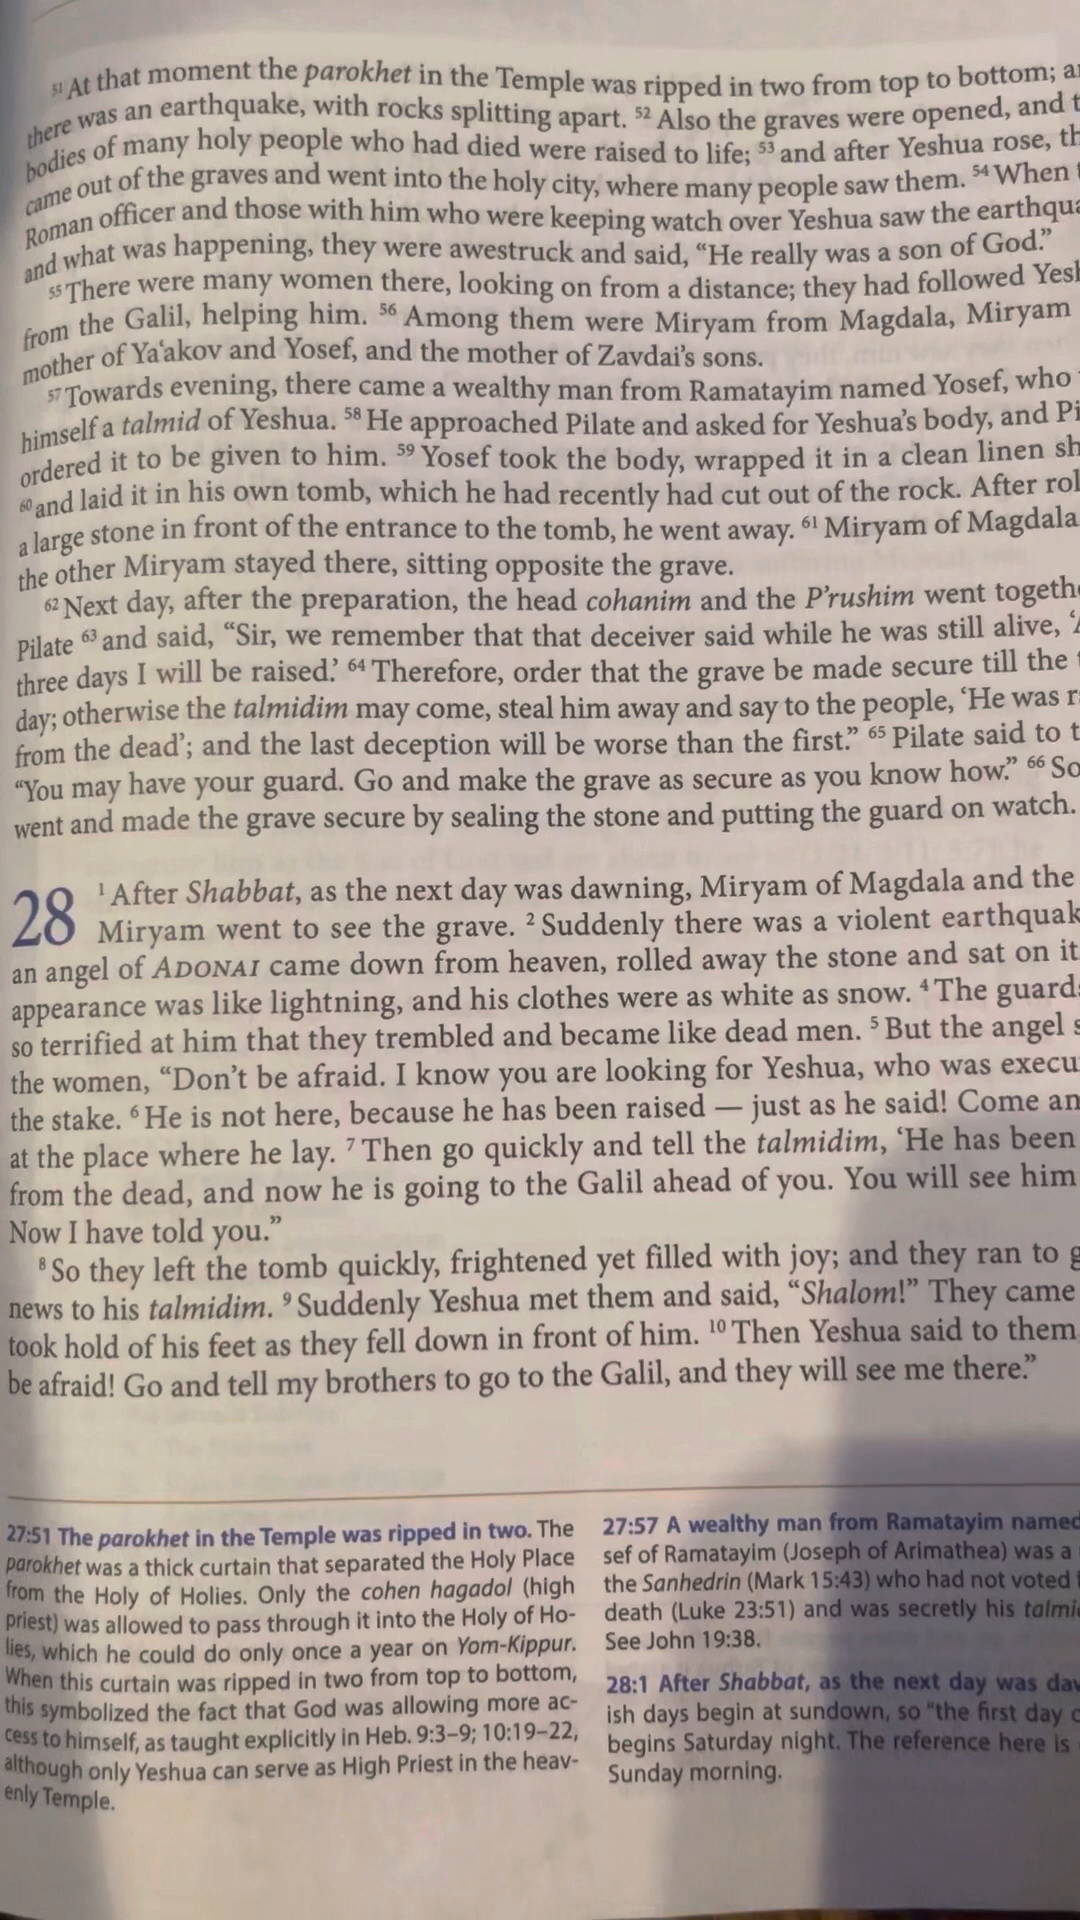 ⁵¹ At that moment the parokhet in the Temple was ripped in two from top to bottom;
there was an earthquake, with rocks splitting apart. ⁵² Also the graves were opened, and
bodies of many holy people who had died were raised to life; ⁵³ and after Yeshua rose,
came out of the graves and went into the holy city, where many people saw them. ⁵⁴ When
Roman officer and those with him who were keeping watch over Yeshua saw the
and what was happening, they were awestruck and said, “He really was a son of God.”
⁵⁵ There were many women there, looking on from a distance; they had followed
from the Galil, helping him. ⁵⁶ Among them were Miryam from Magdala, Miryam
mother of Ya‘akov and Yosef, and the mother of Zavdai’s sons.
⁵⁷ Towards evening, there came a wealthy man from Ramatayim named Yosef, who
himself a talmid of Yeshua. ⁵⁸ He approached Pilate and asked for Yeshua’s body, and
ordered it to be given to him. ⁵⁹ Yosef took the body, wrapped it in a clean linen
⁶⁰ and laid it in his own tomb, which he had recently had cut out of the rock. After
a large stone in front of the entrance to the tomb, he went away. ⁶¹ Miryam of Magdala
the other Miryam stayed there, sitting opposite the grave.
⁶² Next day, after the preparation, the head cohanim and the P’rushim went
Pilate ⁶³ and said, “Sir, we remember that that deceiver said while he was still alive,
three days I will be raised.’ ⁶⁴ Therefore, order that the grave be made secure till the
day; otherwise the talmidim may come, steal him away and say to the people, ‘He was
from the dead’; and the last deception will be worse than the first.” ⁶⁵ Pilate said to
“You may have your guard. Go and make the grave as secure as you know how.” ⁶⁶ So
went and made the grave secure by sealing the stone and putting the guard on watch.
28 ¹ After Shabbat, as the next day was dawning, Miryam of Magdala and the
Miryam went to see the grave. ² Suddenly there was a violent
an angel of ADONAI came down from heaven, rolled away the stone and sat on
appearance was like lightning, and his clothes were as white as snow. ⁴ The
so terrified at him that they trembled and became like dead men. ⁵ But the angel
the women, “Don’t be afraid. I know you are looking for Yeshua, who was
the stake. ⁶ He is not here, because he has been raised — just as he said! Come
at the place where he lay. ⁷ Then go quickly and tell the talmidim, ‘He has been
from the dead, and now he is going to the Galil ahead of you. You will see him
Now I have told you.”
⁸ So they left the tomb quickly, frightened yet filled with joy; and they ran to
news to his talmidim. ⁹ Suddenly Yeshua met them and said, “Shalom!” They came
took hold of his feet as they fell down in front of him. ¹⁰ Then Yeshua said to them
be afraid! Go and tell my brothers to go to the Galil, and they will see me there.”
27:51 The parokhet in the Temple was ripped in two. The
parokhet was a thick curtain that separated the Holy Place
from the Holy of Holies. Only the cohen hagadol (high
priest) was allowed to pass through it into the Holy of Ho-
lies, which he could do only once a year on Yom-Kippur.
When this curtain was ripped in two from top to bottom,
this symbolized the fact that God was allowing more ac-
cess to himself, as taught explicitly in Heb. 9:3–9; 10:19–22,
although only Yeshua can serve as High Priest in the heav-
enly Temple.
27:57 A wealthy man from Ramatayim named
sef of Ramatayim (Joseph of Arimathea) was a
the Sanhedrin (Mark 15:43) who had not voted
death (Luke 23:51) and was secretly his
See John 19:38.
28:1 After Shabbat, as the next day was
ish days begin at sundown, so “the first day
begins Saturday night. The reference here is
Sunday morning.